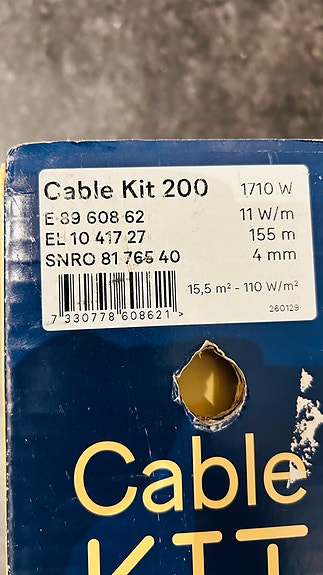 Cable Kit 200 1710 W
E 89 608 62 11 W/m
EL 10 417 27 155 m
SNRO 81 765 40 4 mm
15,5 m² - 110 W/m²
7 330778 608621 >
260129
Cable
KIT